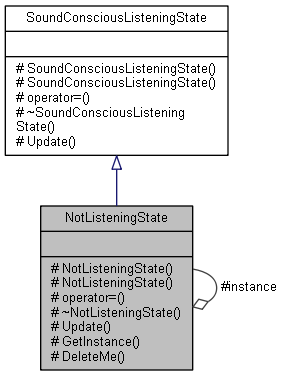 SoundConsciousListeningState
# SoundConsciousListeningState()
# SoundConsciousListeningState()
# operator=()
# ~SoundConsciousListening
State()
# Update()
NotListeningState
# NotListeningState()
# NotListeningState()
# operator=()
# ~NotListeningState()
# Update()
# GetInstance()
# DeleteMe()
#instance